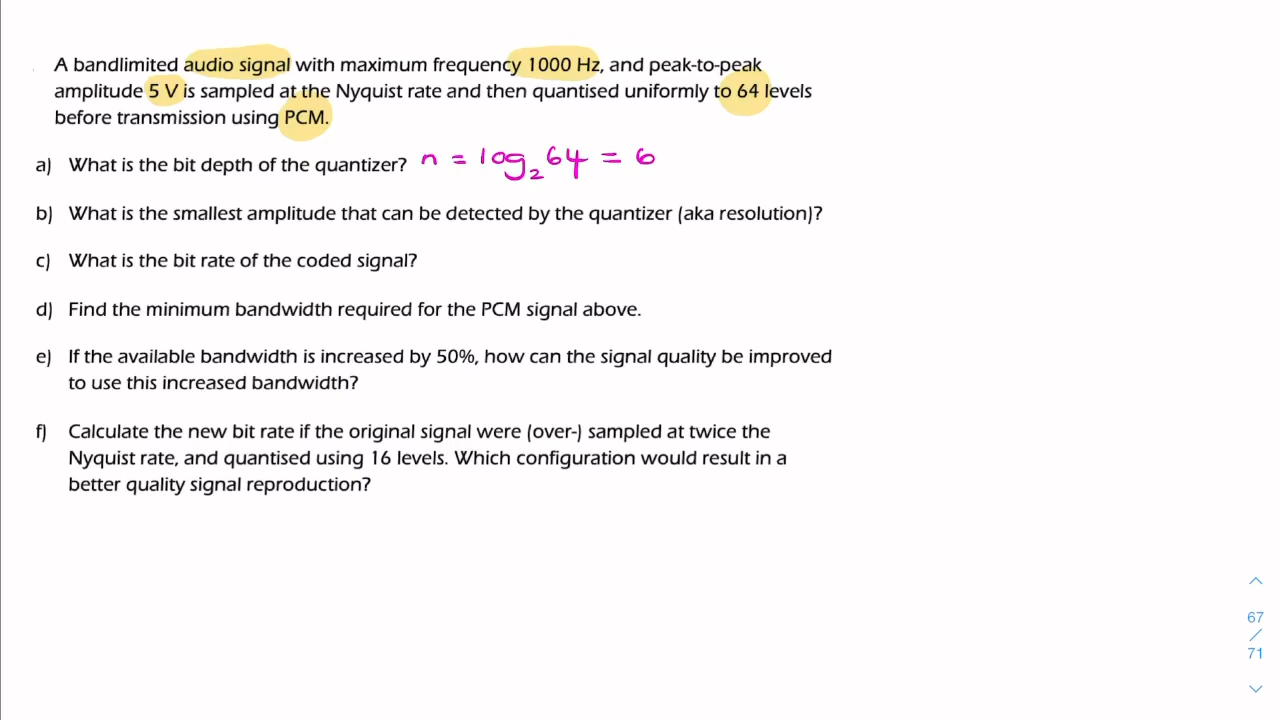 A bandlimited audio signal with maximum frequency 1000 Hz, and peak-to-peak
amplitude 5 V is sampled at the Nyquist rate and then quantised uniformly to 64 levels
before transmission using PCM.
a) What is the bit depth of the quantizer? n = log₂ 64 = 6
b) What is the smallest amplitude that can be detected by the quantizer (aka resolution)?
c) What is the bit rate of the coded signal?
d) Find the minimum bandwidth required for the PCM signal above.
e) If the available bandwidth is increased by 50%, how can the signal quality be improved
to use this increased bandwidth?
f) Calculate the new bit rate if the original signal were (over-) sampled at twice the
Nyquist rate, and quantised using 16 levels. Which configuration would result in a
better quality signal reproduction?
67
/
71